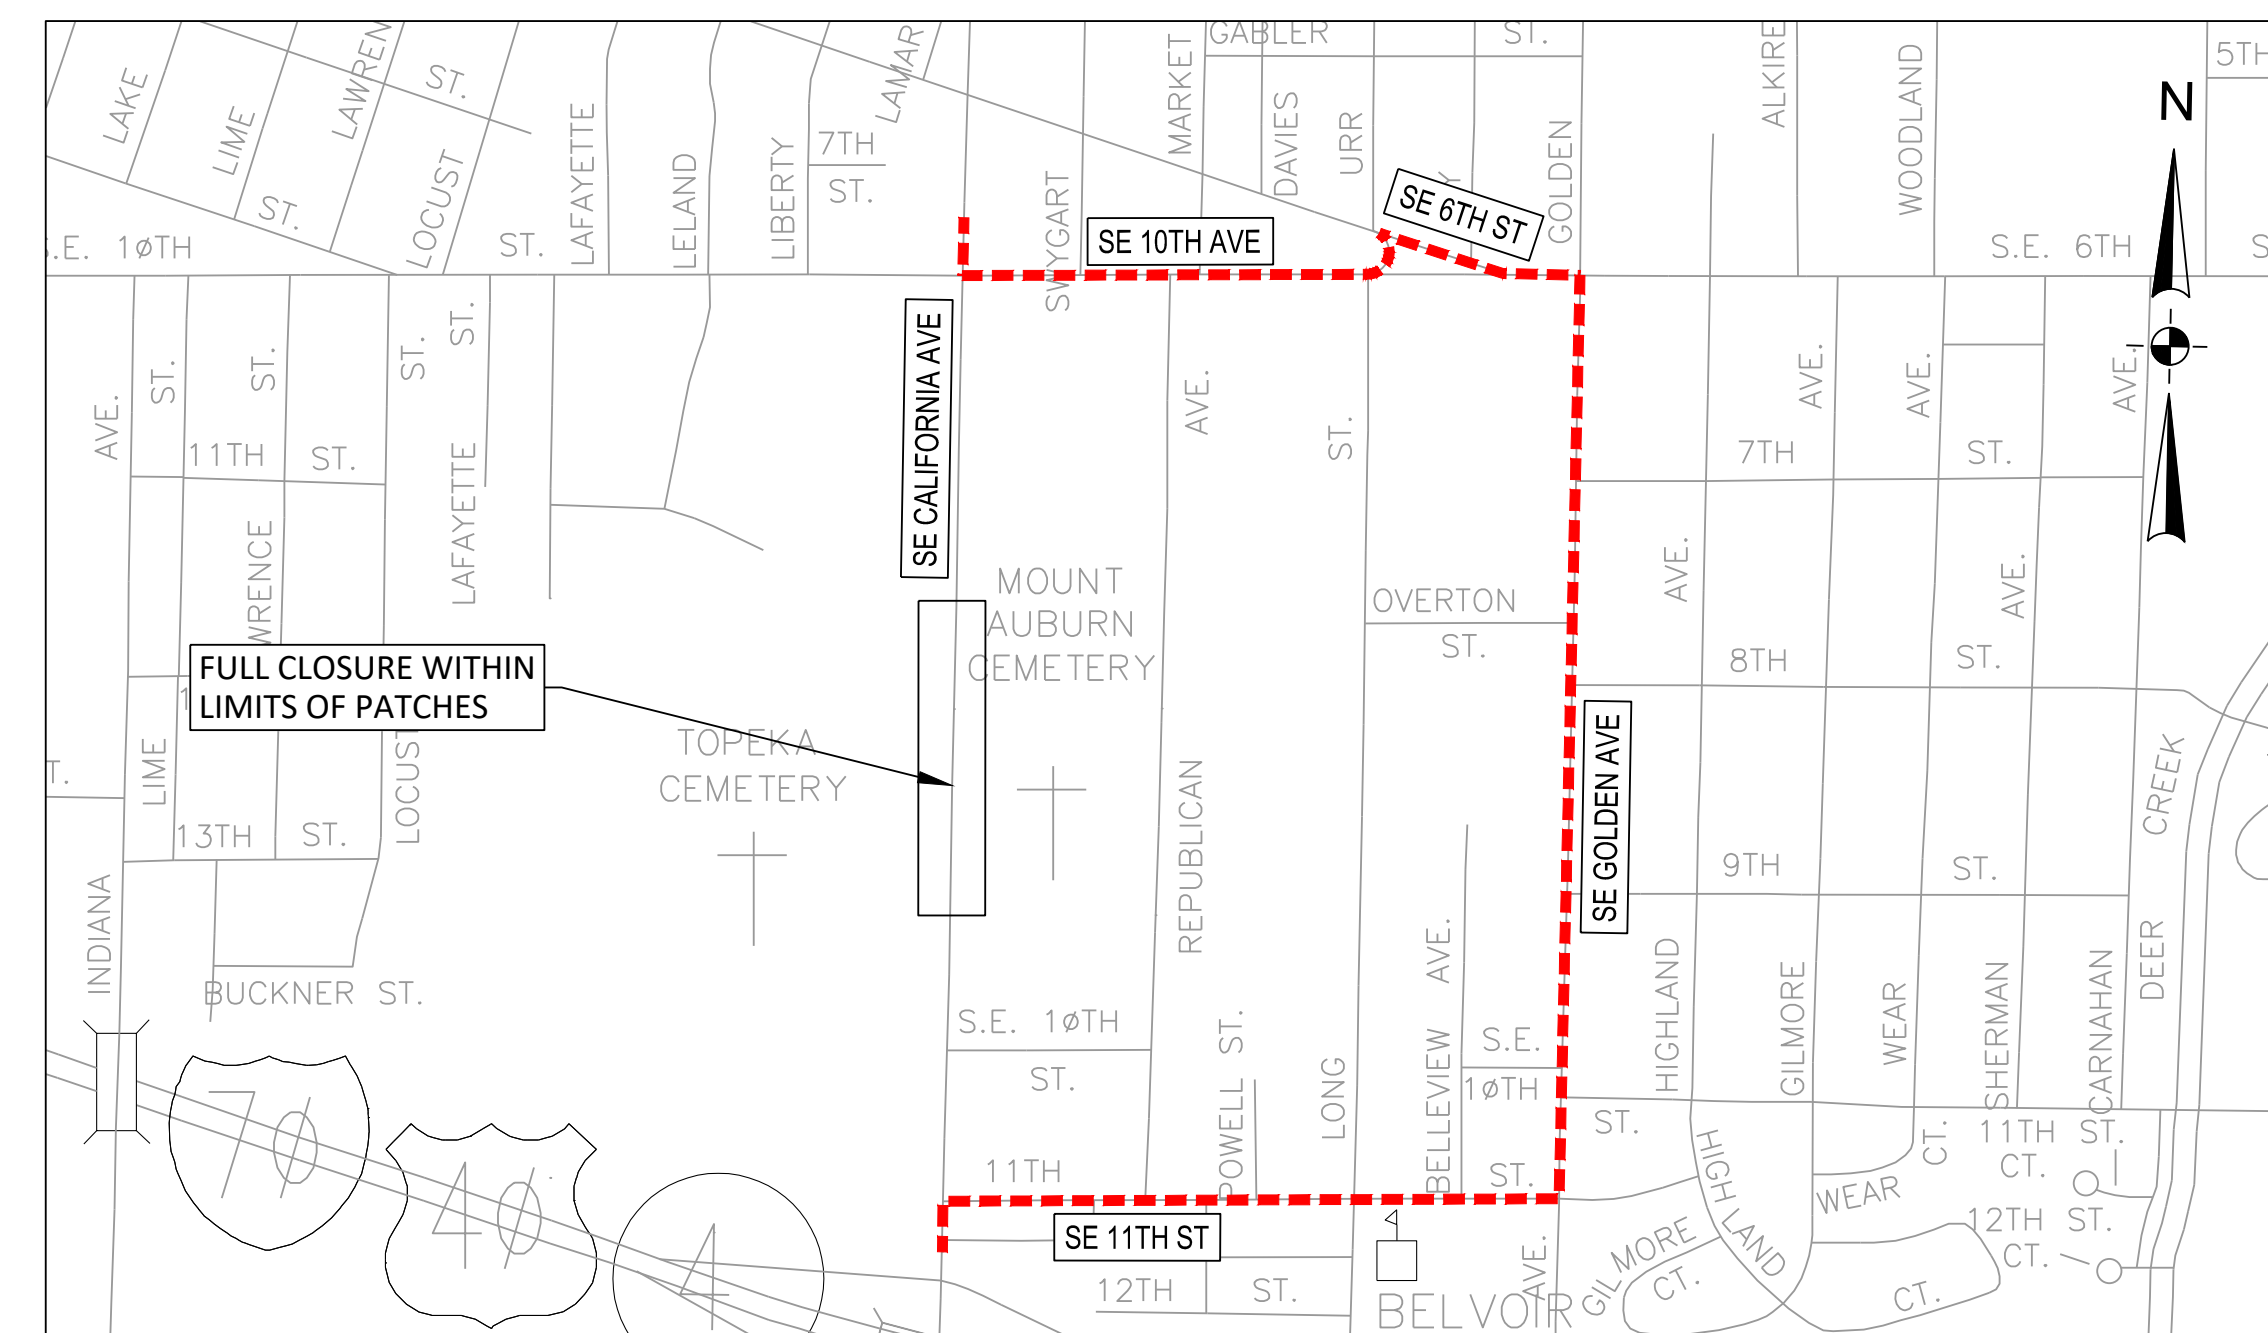 GABLER
ST.
LAKE
LIME
LAWREN
ST.
LOCUST
ST.
LAFAYETTE
LELAND
LIBERTY
7TH
ST.
LAMAR
MARKET
DAVIES
URR
Y
GOLDEN
ALKIRE
WOODLAND
5TH
N
S.E. 10TH
ST.
SWYGART
SE 10TH AVE
SE 6TH ST
S.E. 6TH
S
AVE.
ST.
ST.
ST.
ST.
11TH
ST.
LAFAYETTE
SE CALIFORNIA AVE
AVE.
ST.
AVE.
AVE.
AVE.
7TH
ST.
WRENCE
MOUNT
AUBURN
CEMETERY
OVERTON
ST.
AVE.
AVE.
8TH
ST.
FULL CLOSURE WITHIN
LIMITS OF PATCHES
1
T.
LIME
LOCUST
13TH
ST.
TOPEKA
CEMETERY
REPUBLICAN
SE GOLDEN AVE
9TH
ST.
CREEK
DEER
INDIANA
BUCKNER ST.
S.E. 10TH
ST.
POWELL ST.
LONG
BELLEVIEW AVE.
S.E.
10TH
ST.
HIGHLAND
GILMORE
WEAR
SHERMAN
CARNAHAN
ST.
70
40
4
11TH
SE 11TH ST
12TH
ST.
BELVOIR
AVE.
HIGHLAND
GILMORE
CT.
WEAR
CT.
CT.
11TH ST.
CT.
12TH ST.
CT.